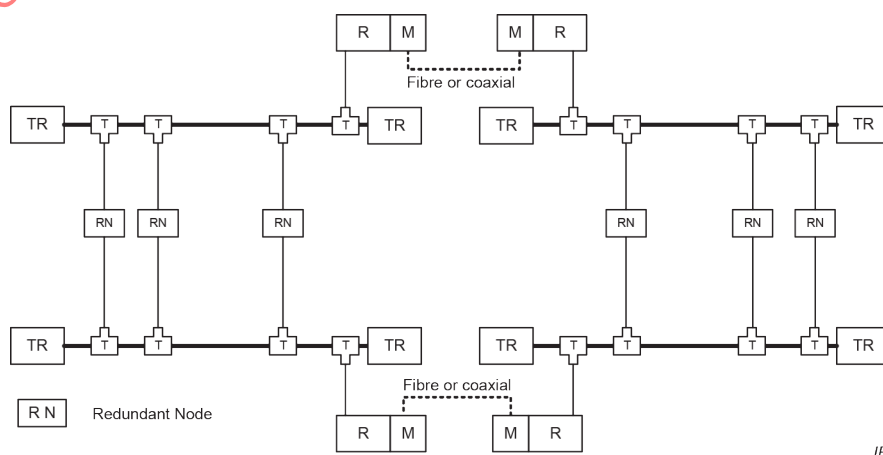 R M M R
Fibre or coaxial
TR T T T T TR TR T T T T TR
RN RN RN RN RN RN
TR T T T T TR TR T T T T TR
Fibre or coaxial
R N Redundant Node
R M M R